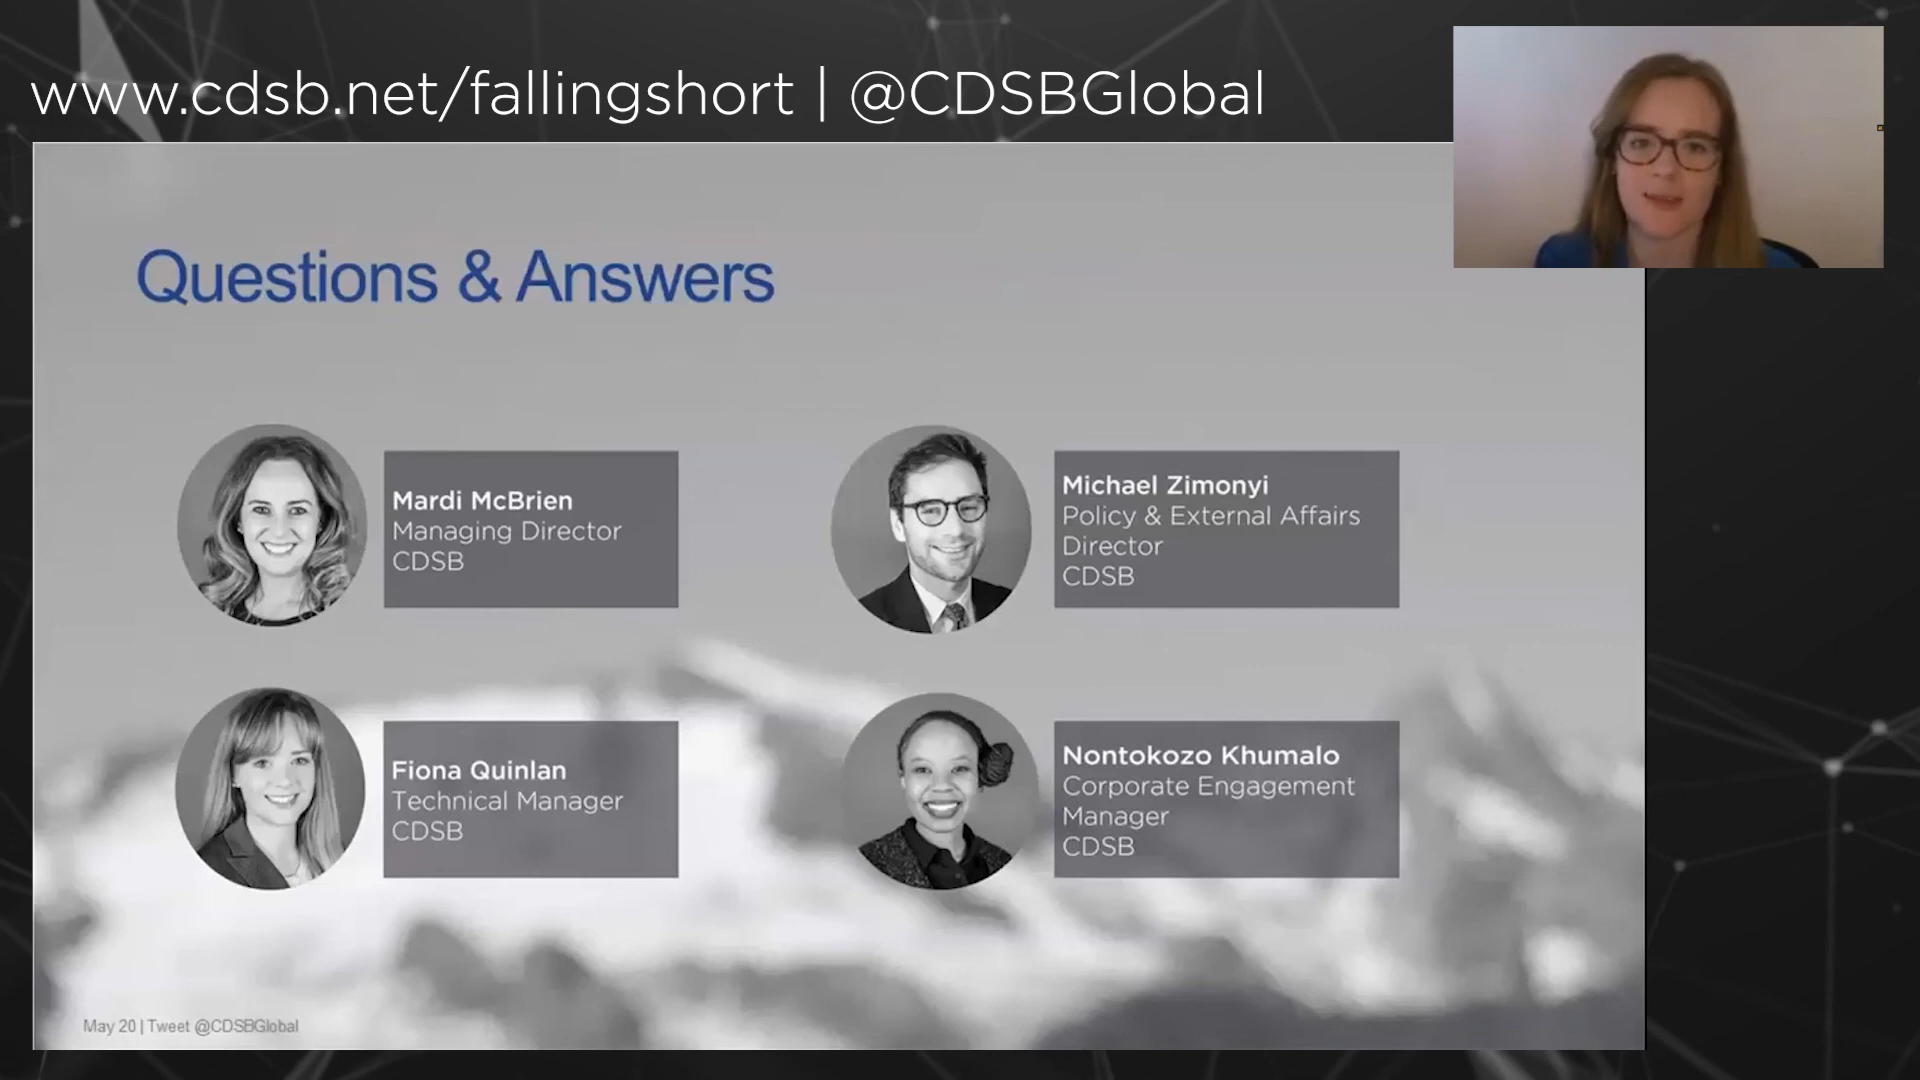 www.cdsb.net/fallingshort | @CDSBGlobal
Questions & Answers
Mardi McBrien
Managing Director
CDSB
Michael Zimonyi
Policy & External Affairs
Director
CDSB
Fiona Quinlan
Technical Manager
CDSB
Nontokozo Khumalo
Corporate Engagement
Manager
CDSB
May 20 | Tweet @CDSBGlobal